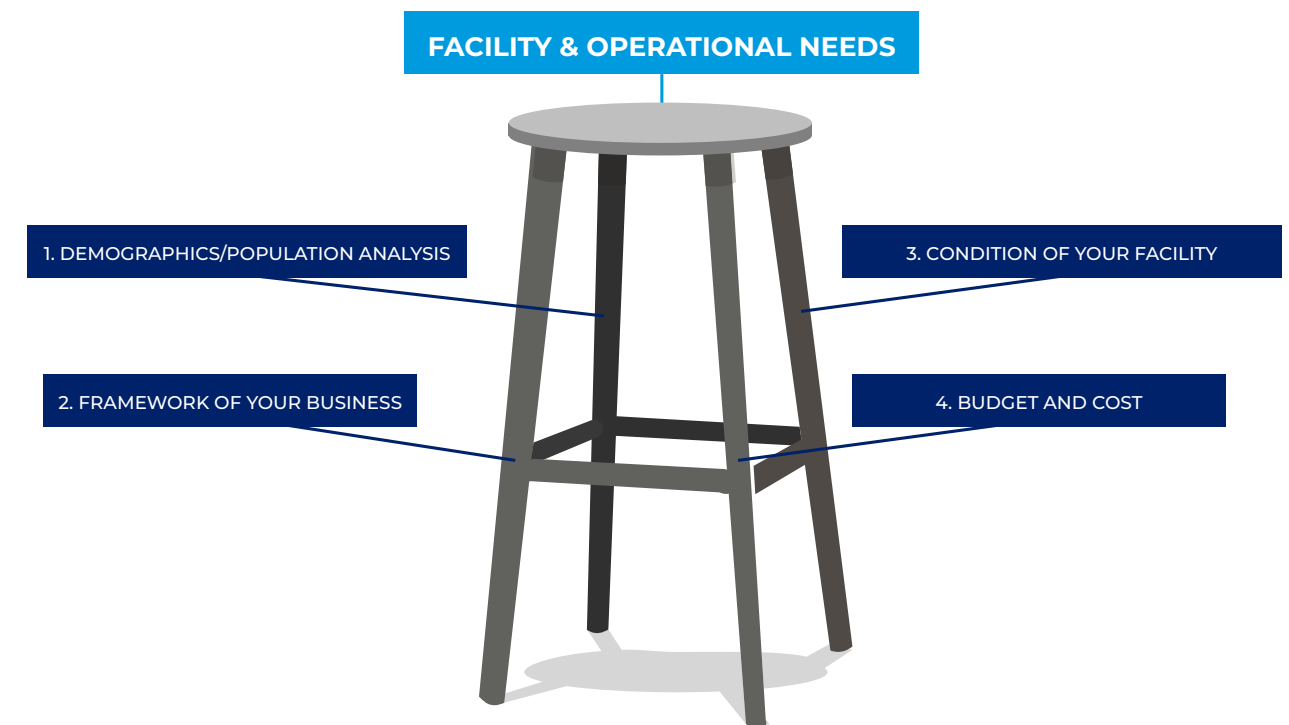 FACILITY & OPERATIONAL NEEDS
1. DEMOGRAPHICS/POPULATION ANALYSIS
2. FRAMEWORK OF YOUR BUSINESS
3. CONDITION OF YOUR FACILITY
4. BUDGET AND COST